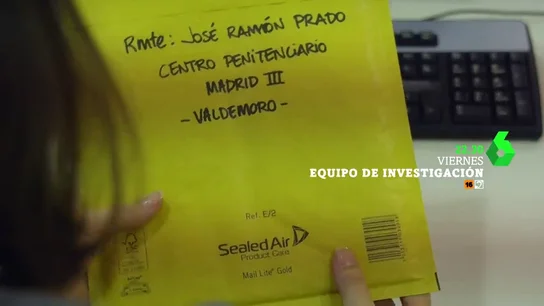 Rmte: JOSÉ RAMÓN PRADO
CENTRO PENITENCIARIO
MADRID III
- VALDEMORO -
VIERNES
EQUIPO DE INVESTIGACIÓN
16
Ref. E/2
Sealed Air
Product Care
Mail Lite® Gold